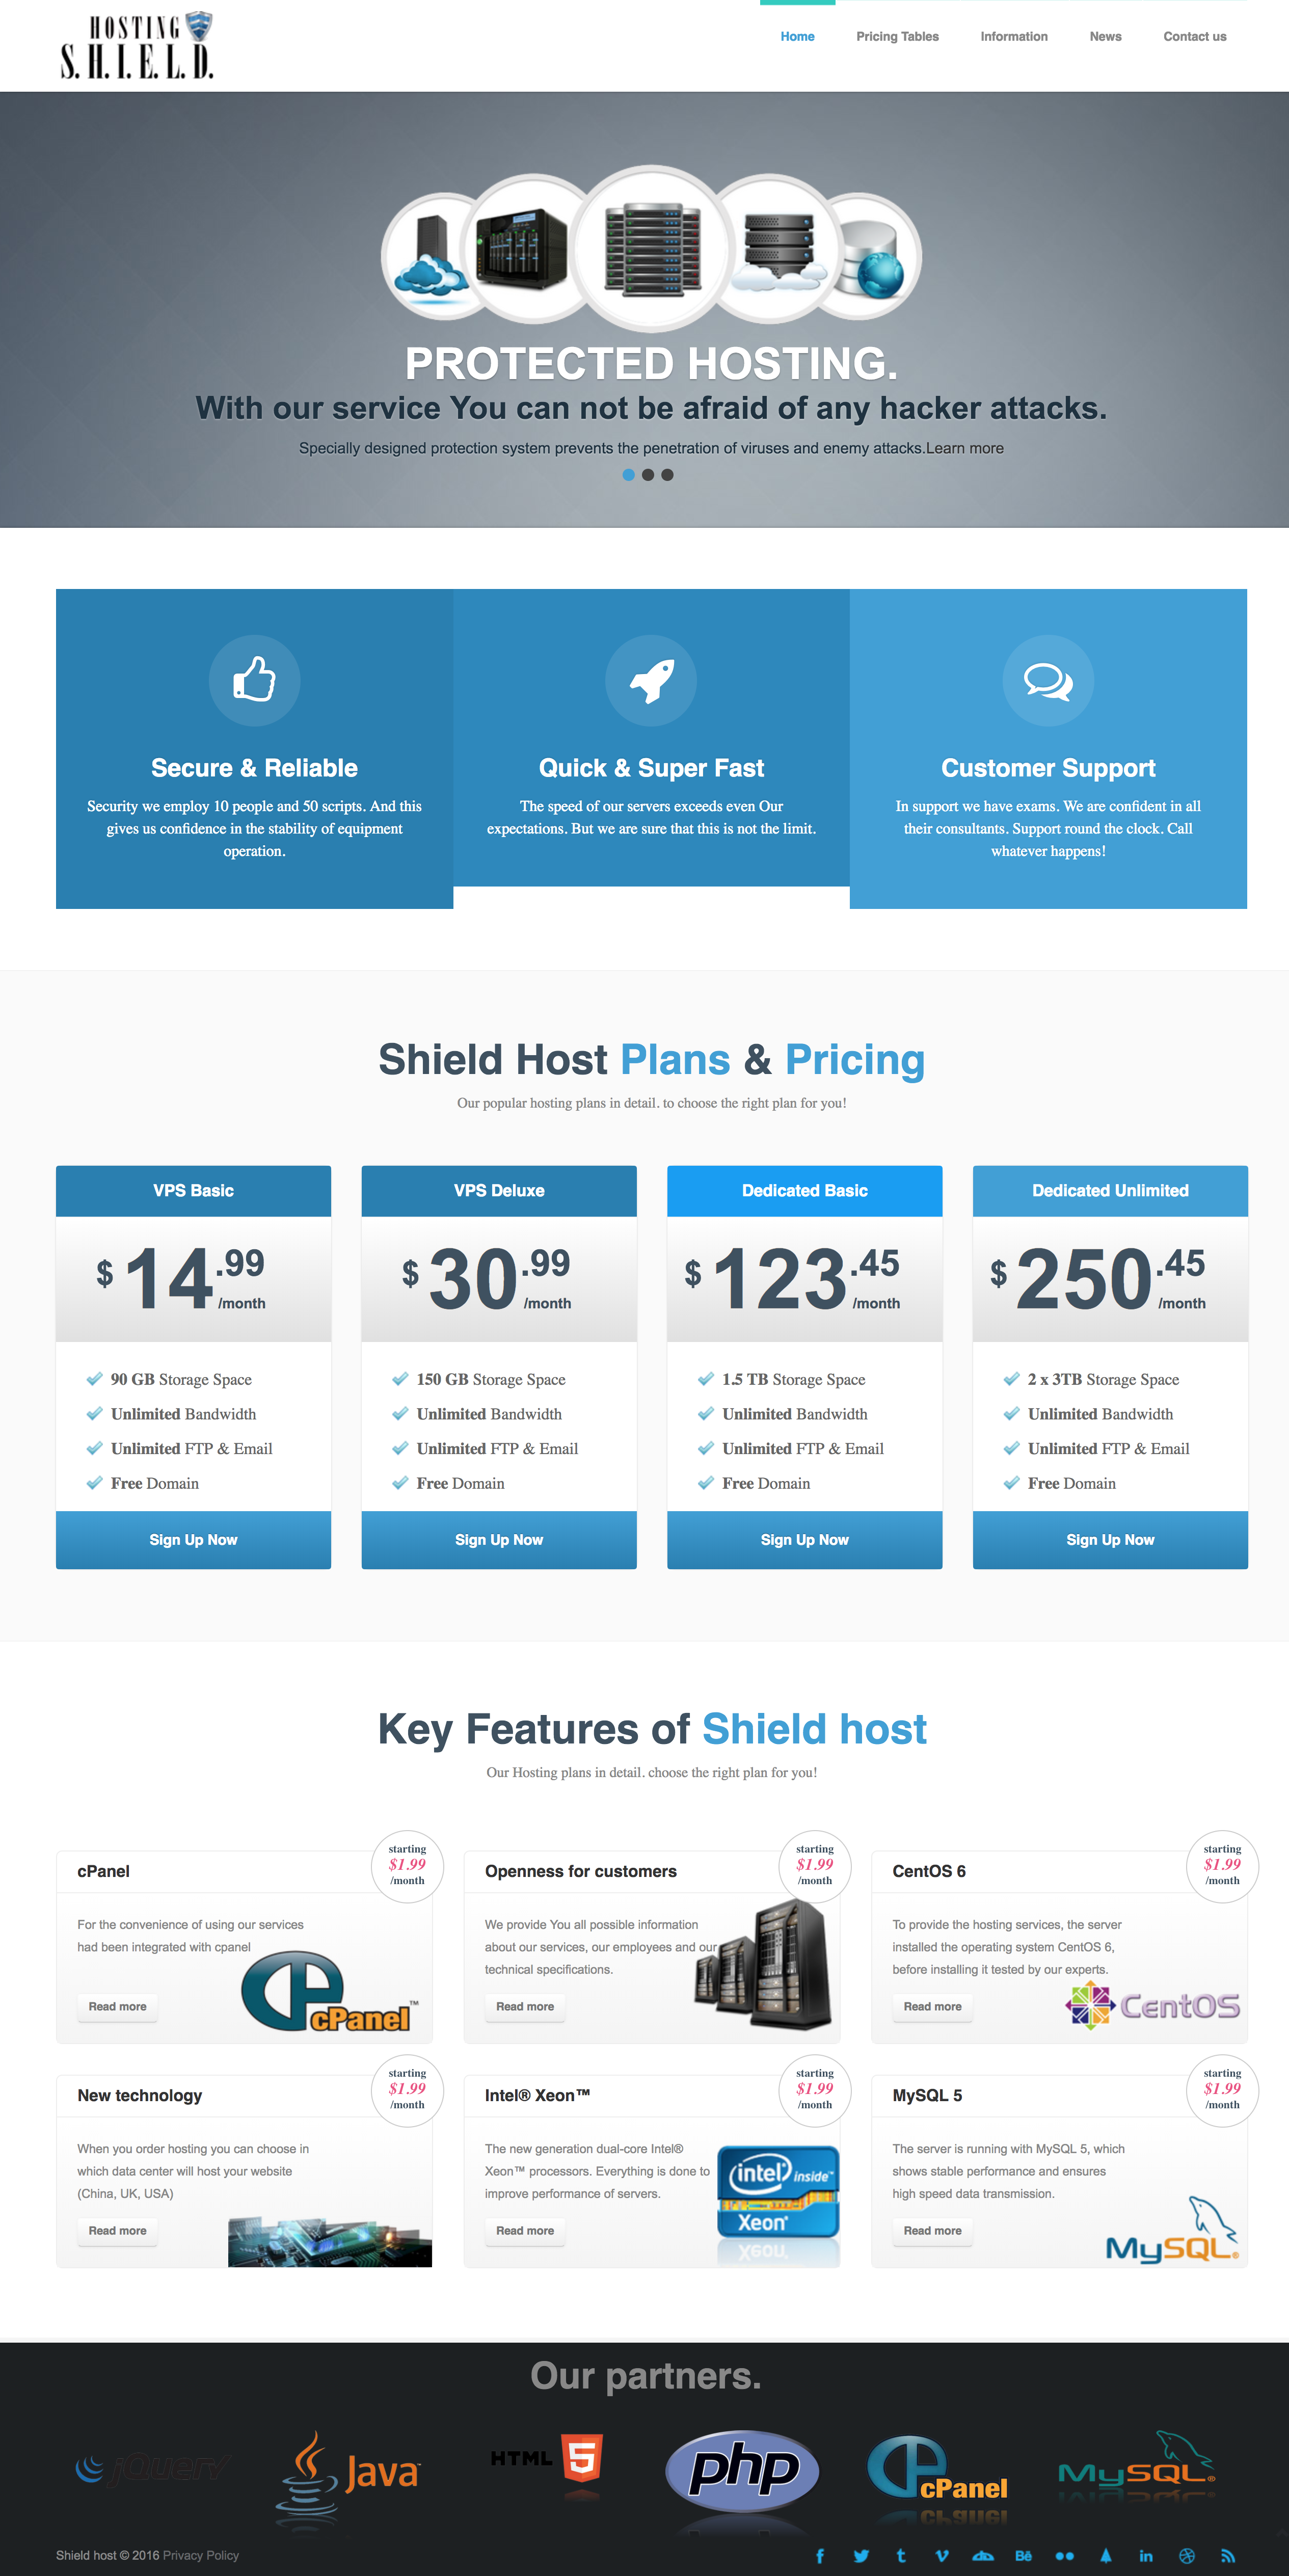 HOSTING
S.H.I.E.L.D.
Home Pricing Tables Information News Contact us
PROTECTED HOSTING.
With our service You can not be afraid of any hacker attacks.
Specially designed protection system prevents the penetration of viruses and enemy attacks.Learn more
Secure & Reliable
Security we employ 10 people and 50 scripts. And this
gives us confidence in the stability of equipment
operation.
Quick & Super Fast
The speed of our servers exceeds even Our
expectations. But we are sure that this is not the limit.
Customer Support
In support we have exams. We are confident in all
their consultants. Support round the clock. Call
whatever happens!
Shield Host Plans & Pricing
Our popular hosting plans in detail. to choose the right plan for you!
VPS Basic
$ 14 .99 /month
90 GB Storage Space
Unlimited Bandwidth
Unlimited FTP & Email
Free Domain
Sign Up Now
VPS Deluxe
$ 30 .99 /month
150 GB Storage Space
Unlimited Bandwidth
Unlimited FTP & Email
Free Domain
Sign Up Now
Dedicated Basic
$ 123 .45 /month
1.5 TB Storage Space
Unlimited Bandwidth
Unlimited FTP & Email
Free Domain
Sign Up Now
Dedicated Unlimited
$ 250 .45 /month
2 x 3TB Storage Space
Unlimited Bandwidth
Unlimited FTP & Email
Free Domain
Sign Up Now
Key Features of Shield host
Our Hosting plans in detail. choose the right plan for you!
cPanel
starting
$1.99
/month
For the convenience of using our services
had been integrated with cpanel
Read more
cPanel™
Openness for customers
starting
$1.99
/month
We provide You all possible information
about our services, our employees and our
technical specifications.
Read more
CentOS 6
starting
$1.99
/month
To provide the hosting services, the server
installed the operating system CentOS 6,
before installing it tested by our experts.
Read more
CentOS
New technology
starting
$1.99
/month
When you order hosting you can choose in
which data center will host your website
(China, UK, USA)
Read more
Intel® Xeon™
starting
$1.99
/month
The new generation dual-core Intel®
Xeon™ processors. Everything is done to
improve performance of servers.
Read more
intel inside™
Xeon®
MySQL 5
starting
$1.99
/month
The server is running with MySQL 5, which
shows stable performance and ensures
high speed data transmission.
Read more
MySQL®
Our partners.
jQuery
Java™
HTML 5
php
cPanel
MySQL®
Shield host © 2016 Privacy Policy